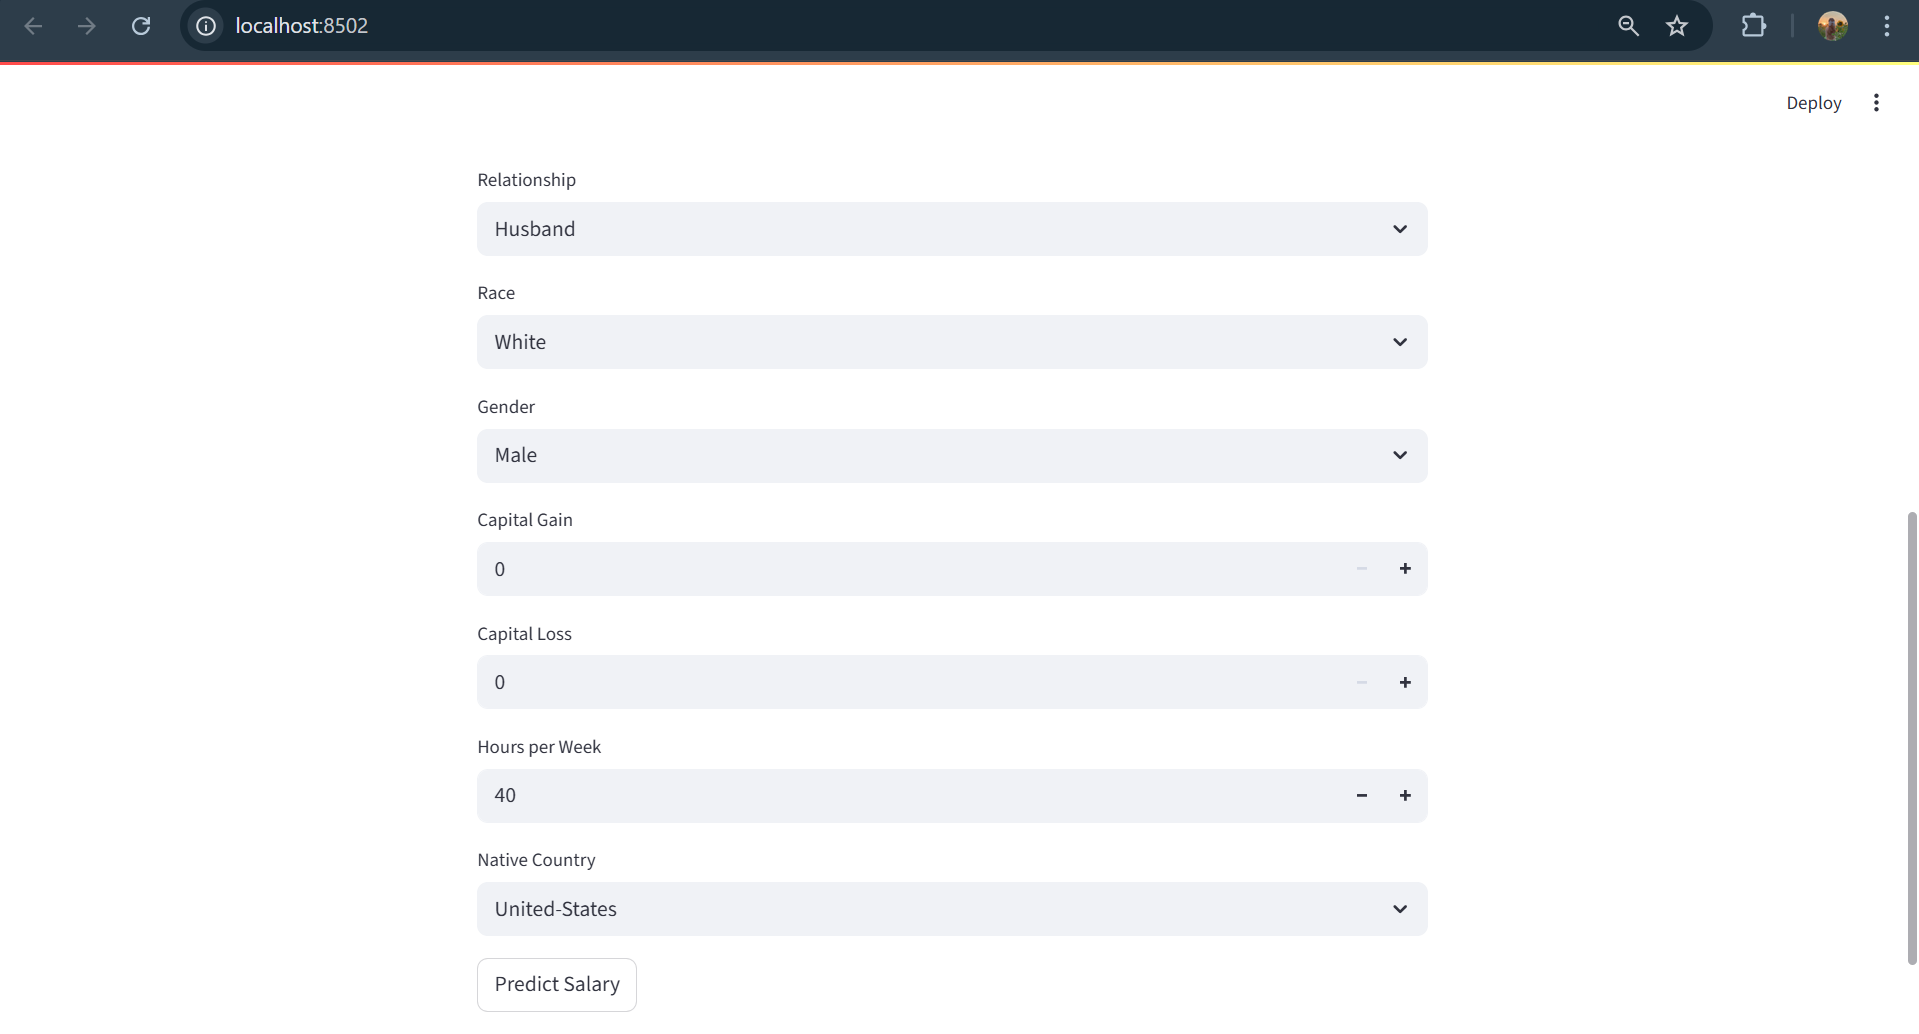 localhost:8502
Deploy
Relationship
Husband
Race
White
Gender
Male
Capital Gain
0
Capital Loss
0
Hours per Week
40
Native Country
United-States
Predict Salary